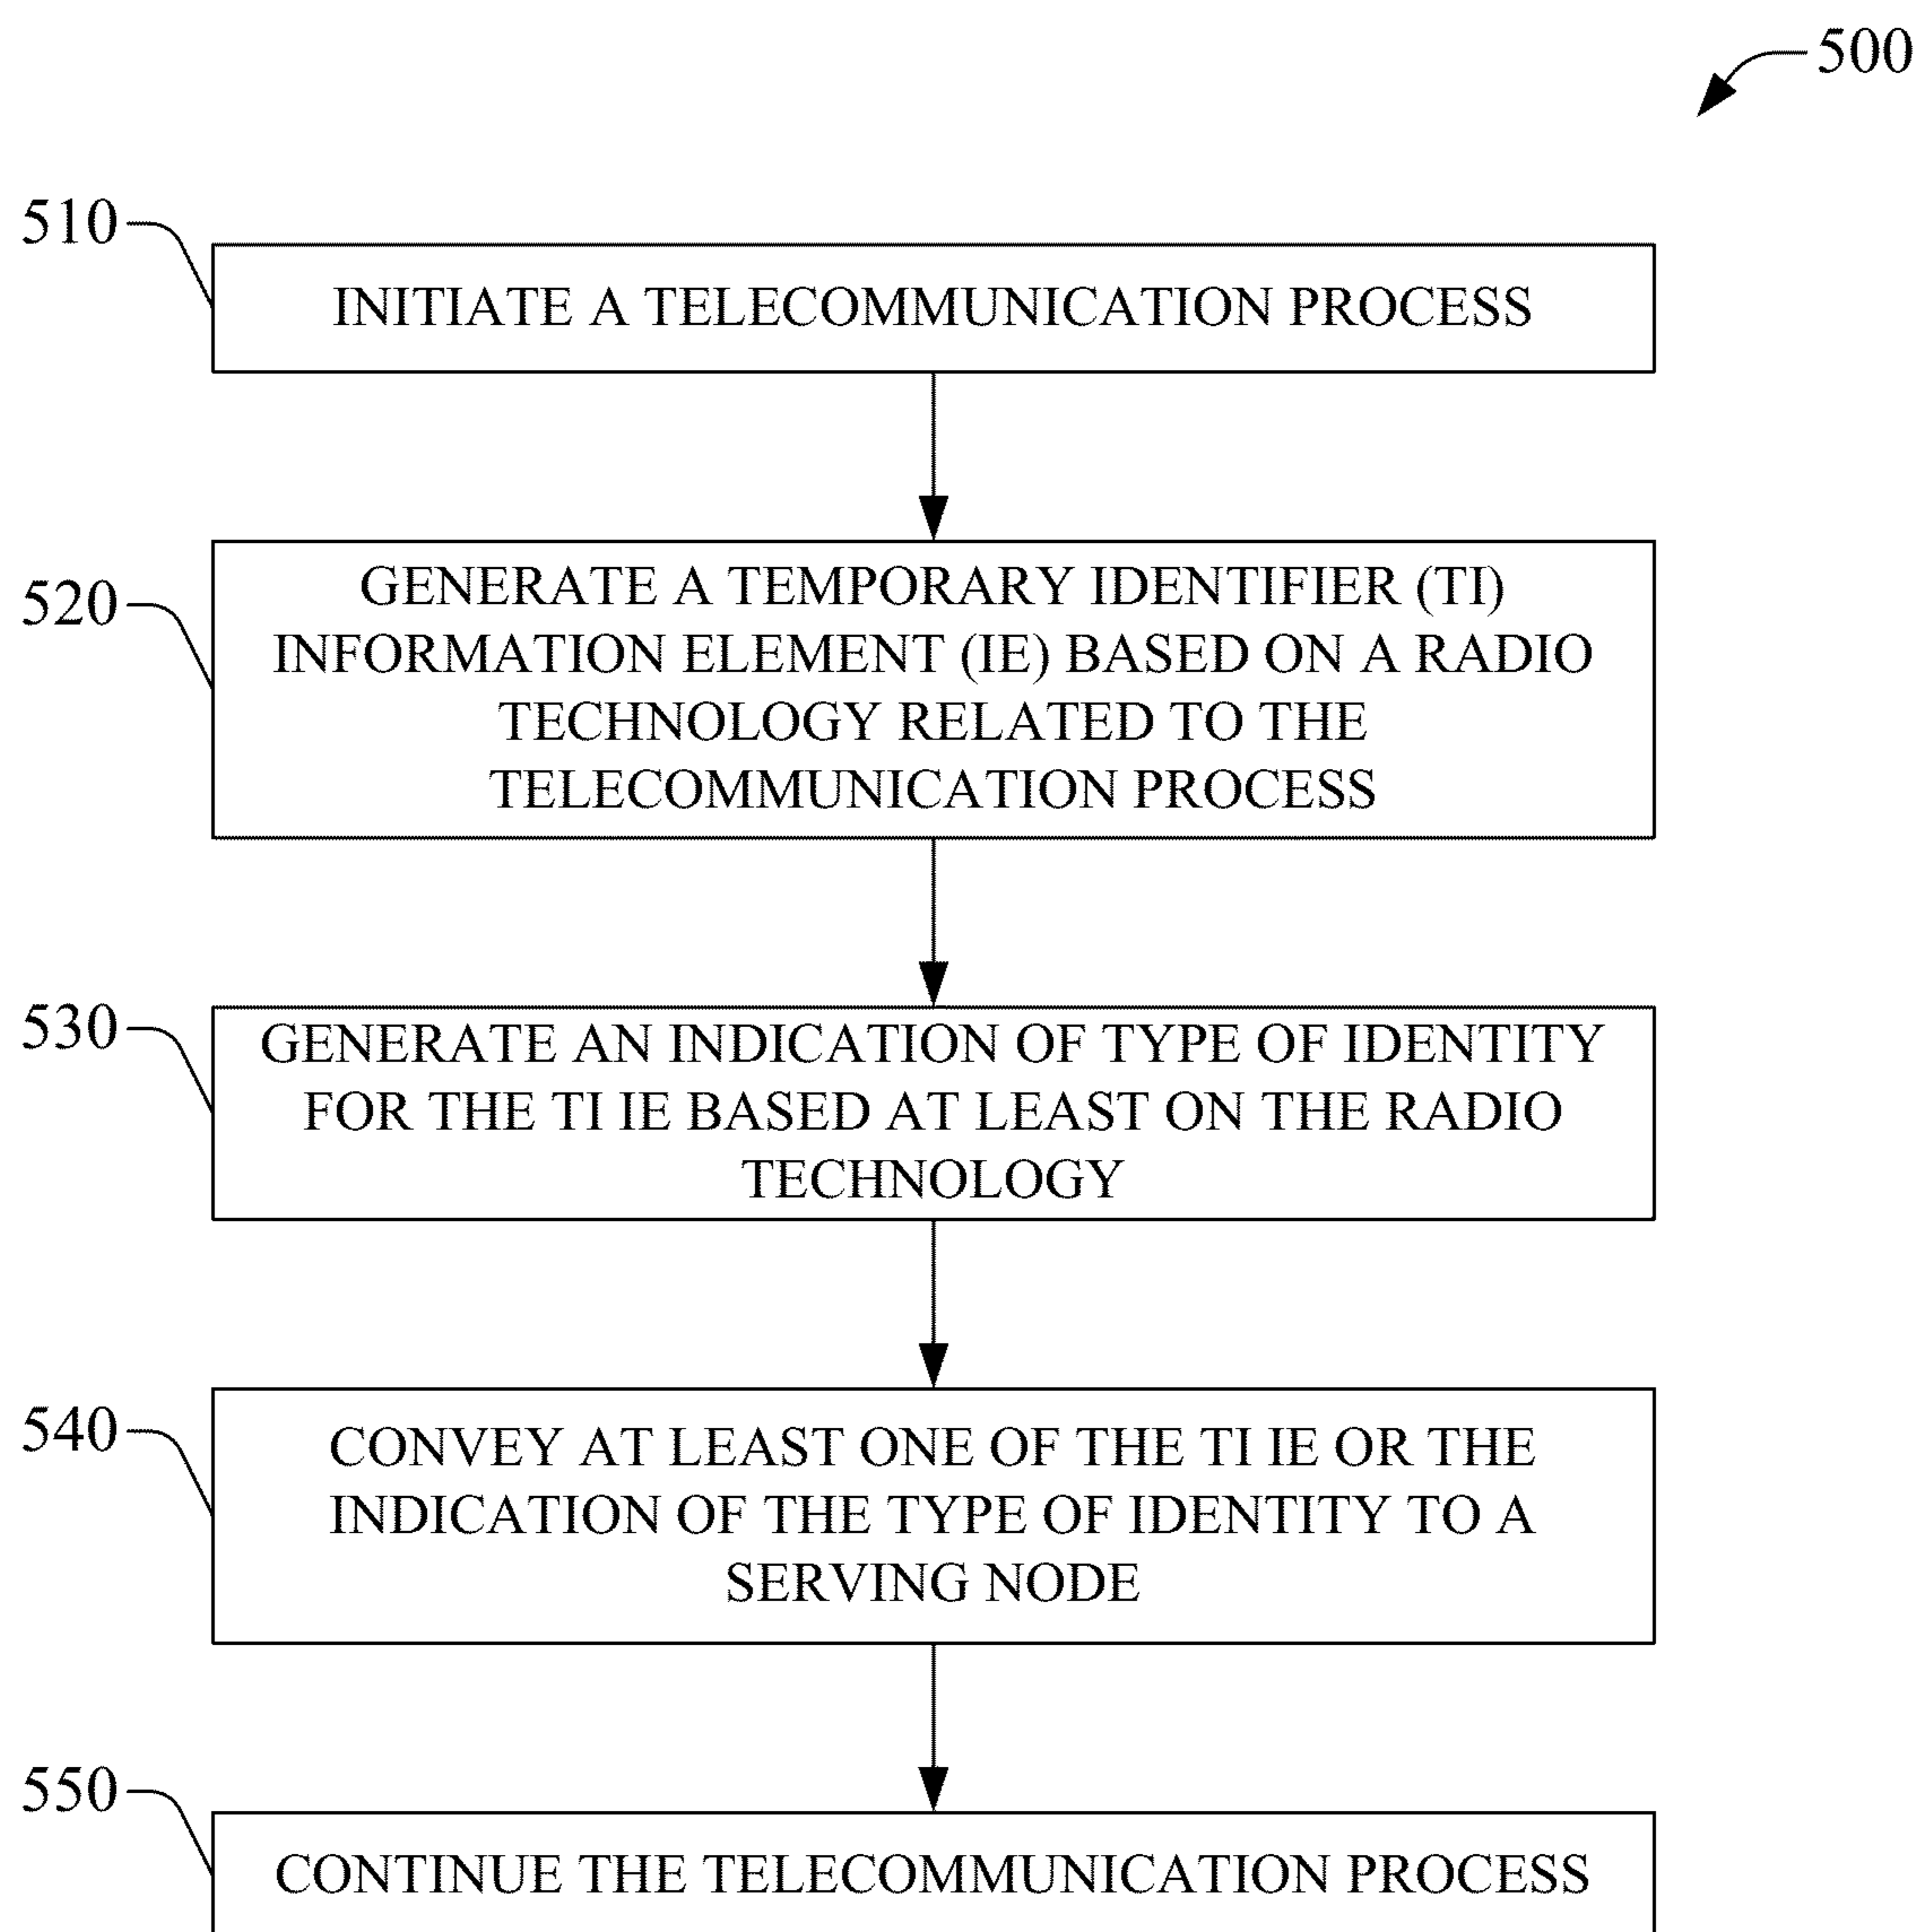 500
510
INITIATE A TELECOMMUNICATION PROCESS
520
GENERATE A TEMPORARY IDENTIFIER (TI)
INFORMATION ELEMENT (IE) BASED ON A RADIO
TECHNOLOGY RELATED TO THE
TELECOMMUNICATION PROCESS
530
GENERATE AN INDICATION OF TYPE OF IDENTITY
FOR THE TI IE BASED AT LEAST ON THE RADIO
TECHNOLOGY
540
CONVEY AT LEAST ONE OF THE TI IE OR THE
INDICATION OF THE TYPE OF IDENTITY TO A
SERVING NODE
550
CONTINUE THE TELECOMMUNICATION PROCESS